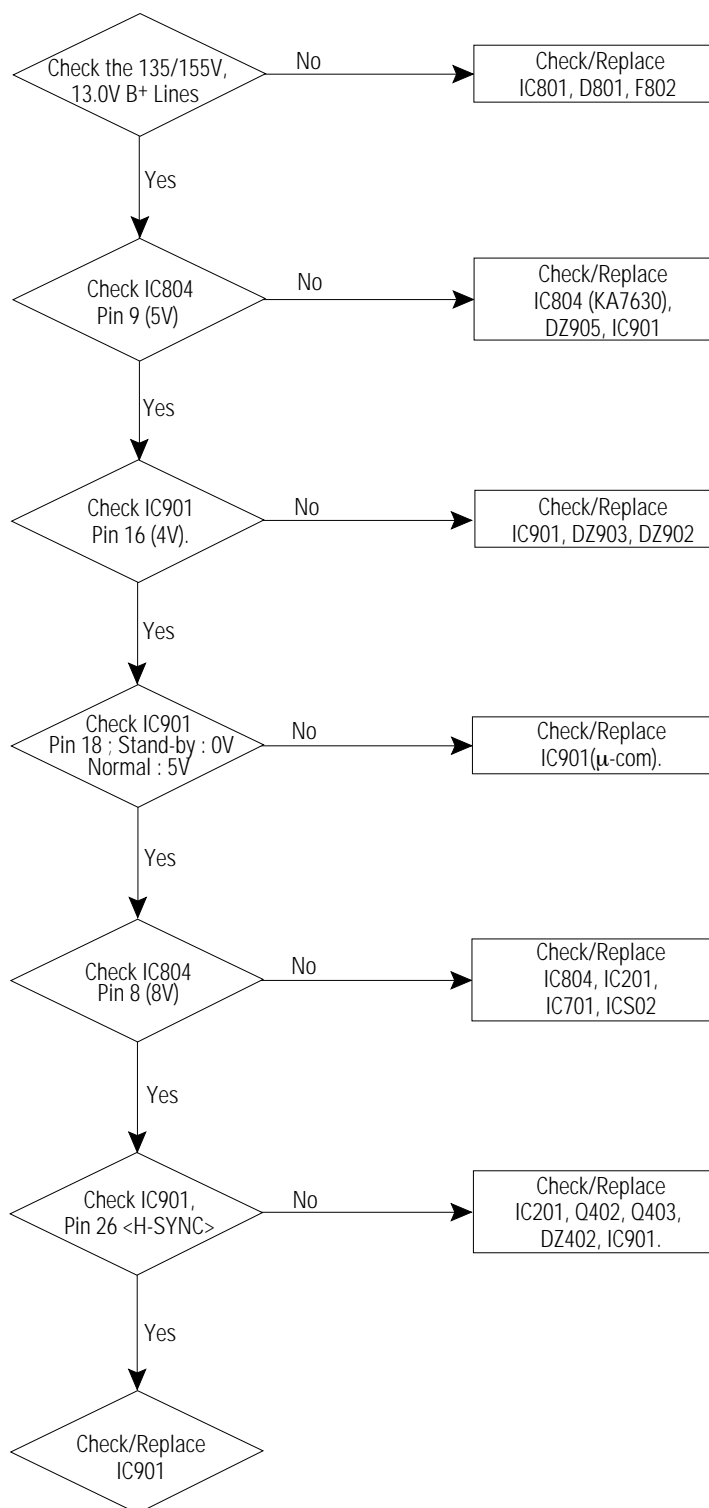 Check the 135/155V,
13.0V B+ Lines
No
Check/Replace
IC801, D801, F802
Yes
Check IC804
Pin 9 (5V)
No
Check/Replace
IC804 (KA7630),
DZ905, IC901
Yes
Check IC901
Pin 16 (4V).
No
Check/Replace
IC901, DZ903, DZ902
Yes
Check IC901
Pin 18 ; Stand-by : 0V
Normal : 5V
No
Check/Replace
IC901(μ-com).
Yes
Check IC804
Pin 8 (8V)
No
Check/Replace
IC804, IC201,
IC701, ICS02
Yes
Check IC901,
Pin 26 <H-SYNC>
No
Check/Replace
IC201, Q402, Q403,
DZ402, IC901.
Yes
Check/Replace
IC901